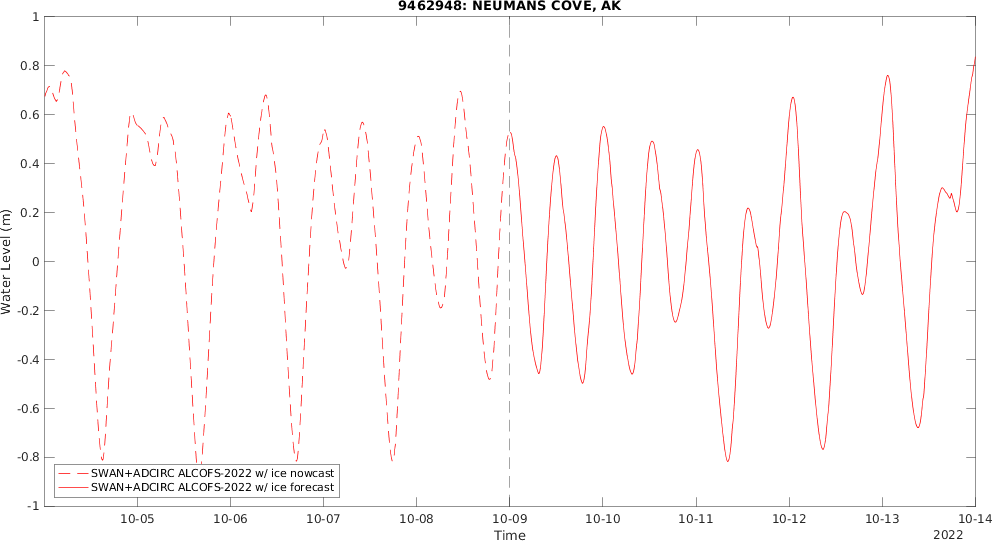 9462948: NEUMANS COVE, AK
Water Level (m)
1
0.8
0.6
0.4
0.2
0
-0.2
-0.4
-0.6
-0.8
-1
SWAN+ADCIRC ALCOFS-2022 w/ ice nowcast
SWAN+ADCIRC ALCOFS-2022 w/ ice forecast
10-05 10-06 10-07 10-08 10-09 10-10 10-11 10-12 10-13 10-14
Time
2022